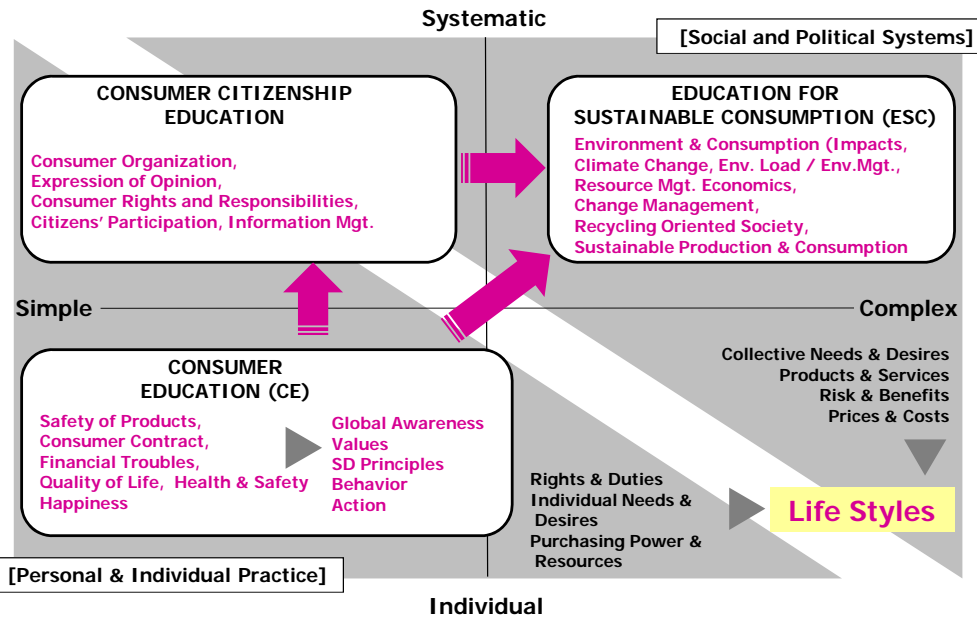 Systematic
[Social and Political Systems]
CONSUMER CITIZENSHIP
EDUCATION
Consumer Organization,
Expression of Opinion,
Consumer Rights and Responsibilities,
Citizens' Participation, Information Mgt.
EDUCATION FOR
SUSTAINABLE CONSUMPTION (ESC)
Environment & Consumption (Impacts,
Climate Change, Env. Load / Env.Mgt.,
Resource Mgt. Economics,
Change Management,
Recycling Oriented Society,
Sustainable Production & Consumption
Simple
Complex
CONSUMER
EDUCATION (CE)
Safety of Products,
Consumer Contract,
Financial Troubles,
Quality of Life, Health & Safety
Happiness
Global Awareness
Values
SD Principles
Behavior
Action
Collective Needs & Desires
Products & Services
Risk & Benefits
Prices & Costs
Rights & Duties
Individual Needs &
Desires
Purchasing Power &
Resources
Life Styles
[Personal & Individual Practice]
Individual